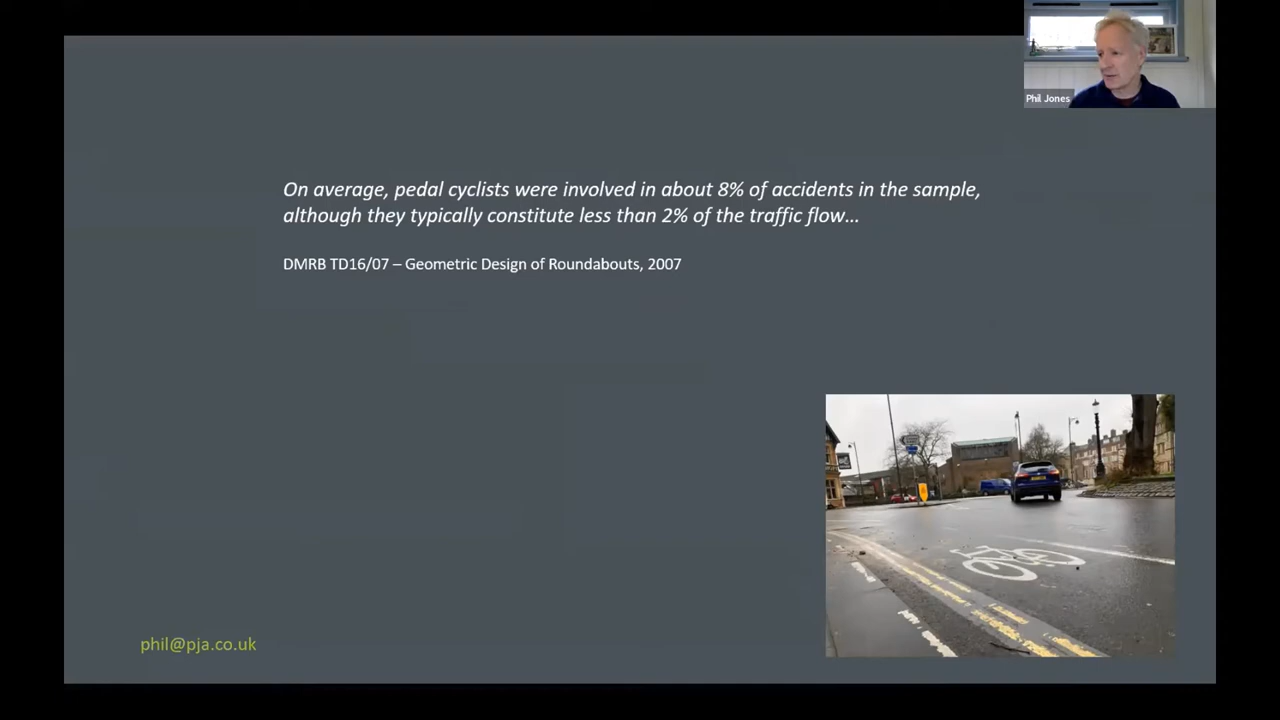 Phil Jones
On average, pedal cyclists were involved in about 8% of accidents in the sample,
although they typically constitute less than 2% of the traffic flow…
DMRB TD16/07 – Geometric Design of Roundabouts, 2007
phil@pja.co.uk